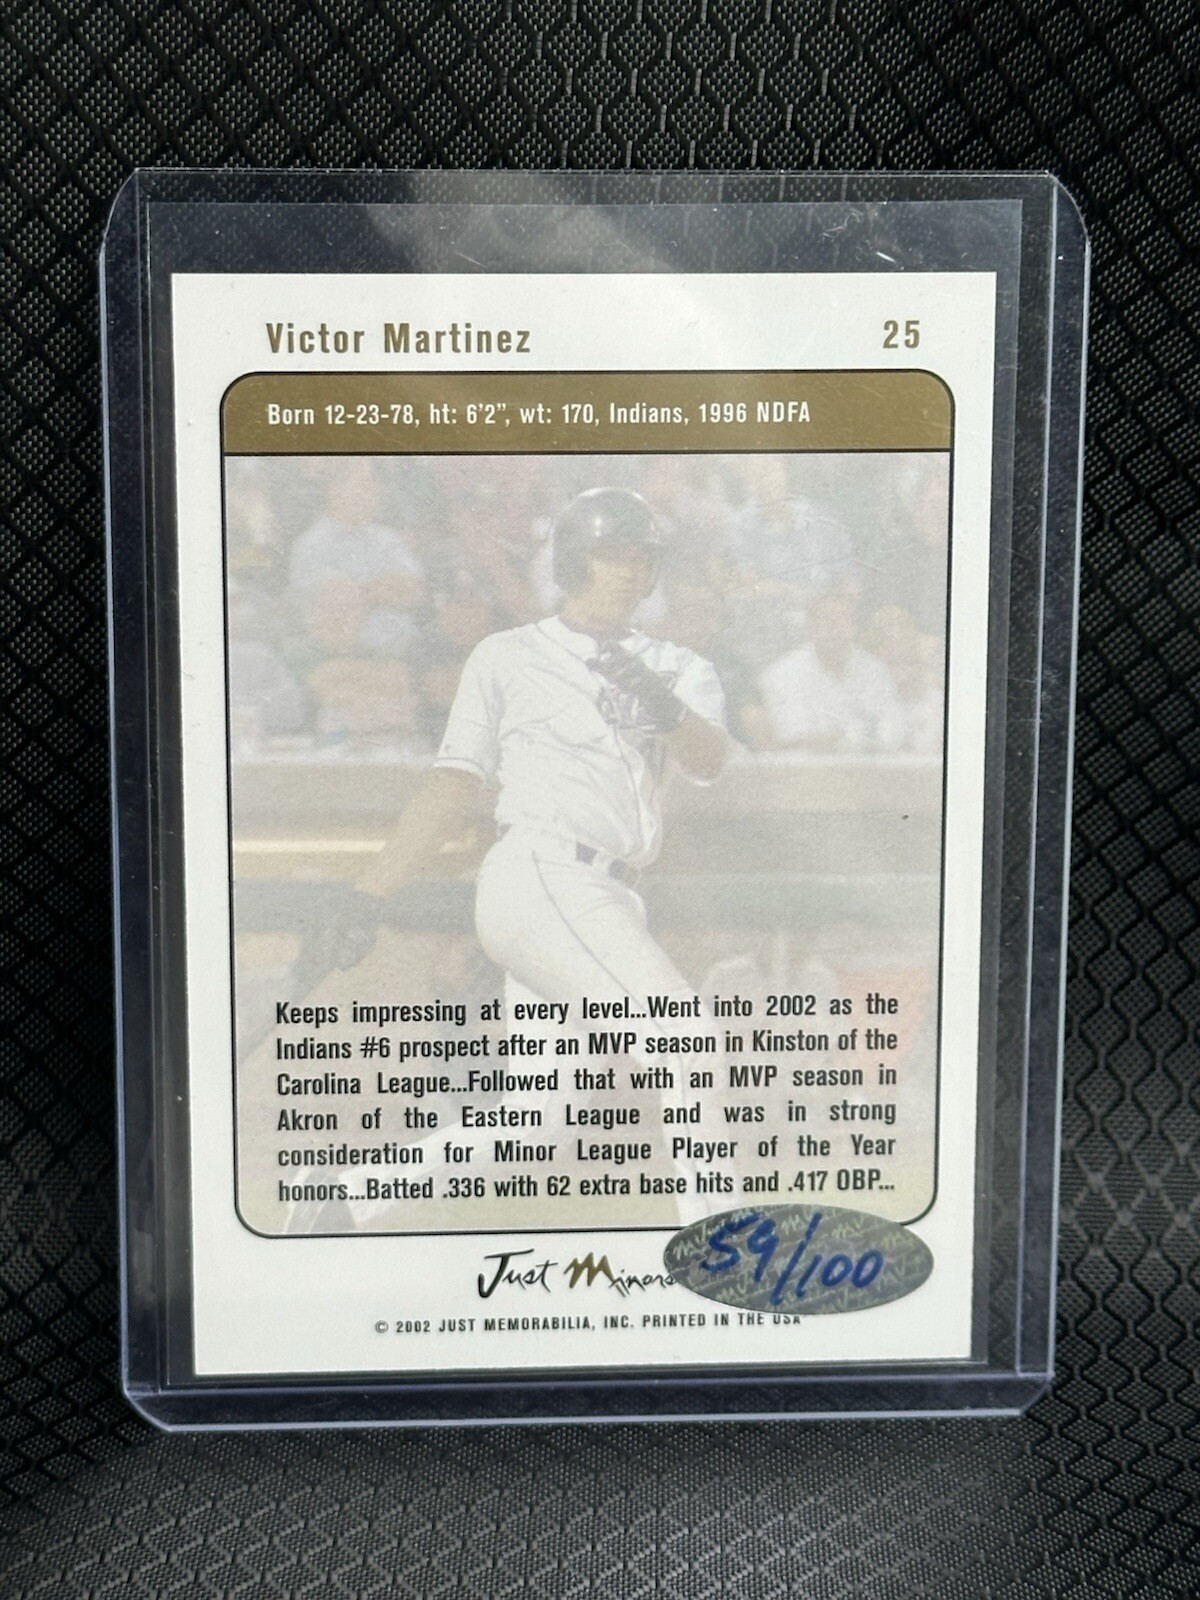 Victor Martinez 25
Born 12-23-78, ht: 6'2", wt: 170, Indians, 1996 NDFA
Keeps impressing at every level...Went into 2002 as the
Indians #6 prospect after an MVP season in Kinston of the
Carolina League...Followed that with an MVP season in
Akron of the Eastern League and was in strong
consideration for Minor League Player of the Year
honors...Batted .336 with 62 extra base hits and .417 OBP...
59/100
Just Minors
© 2002 JUST MEMORABILIA, INC. PRINTED IN THE USA